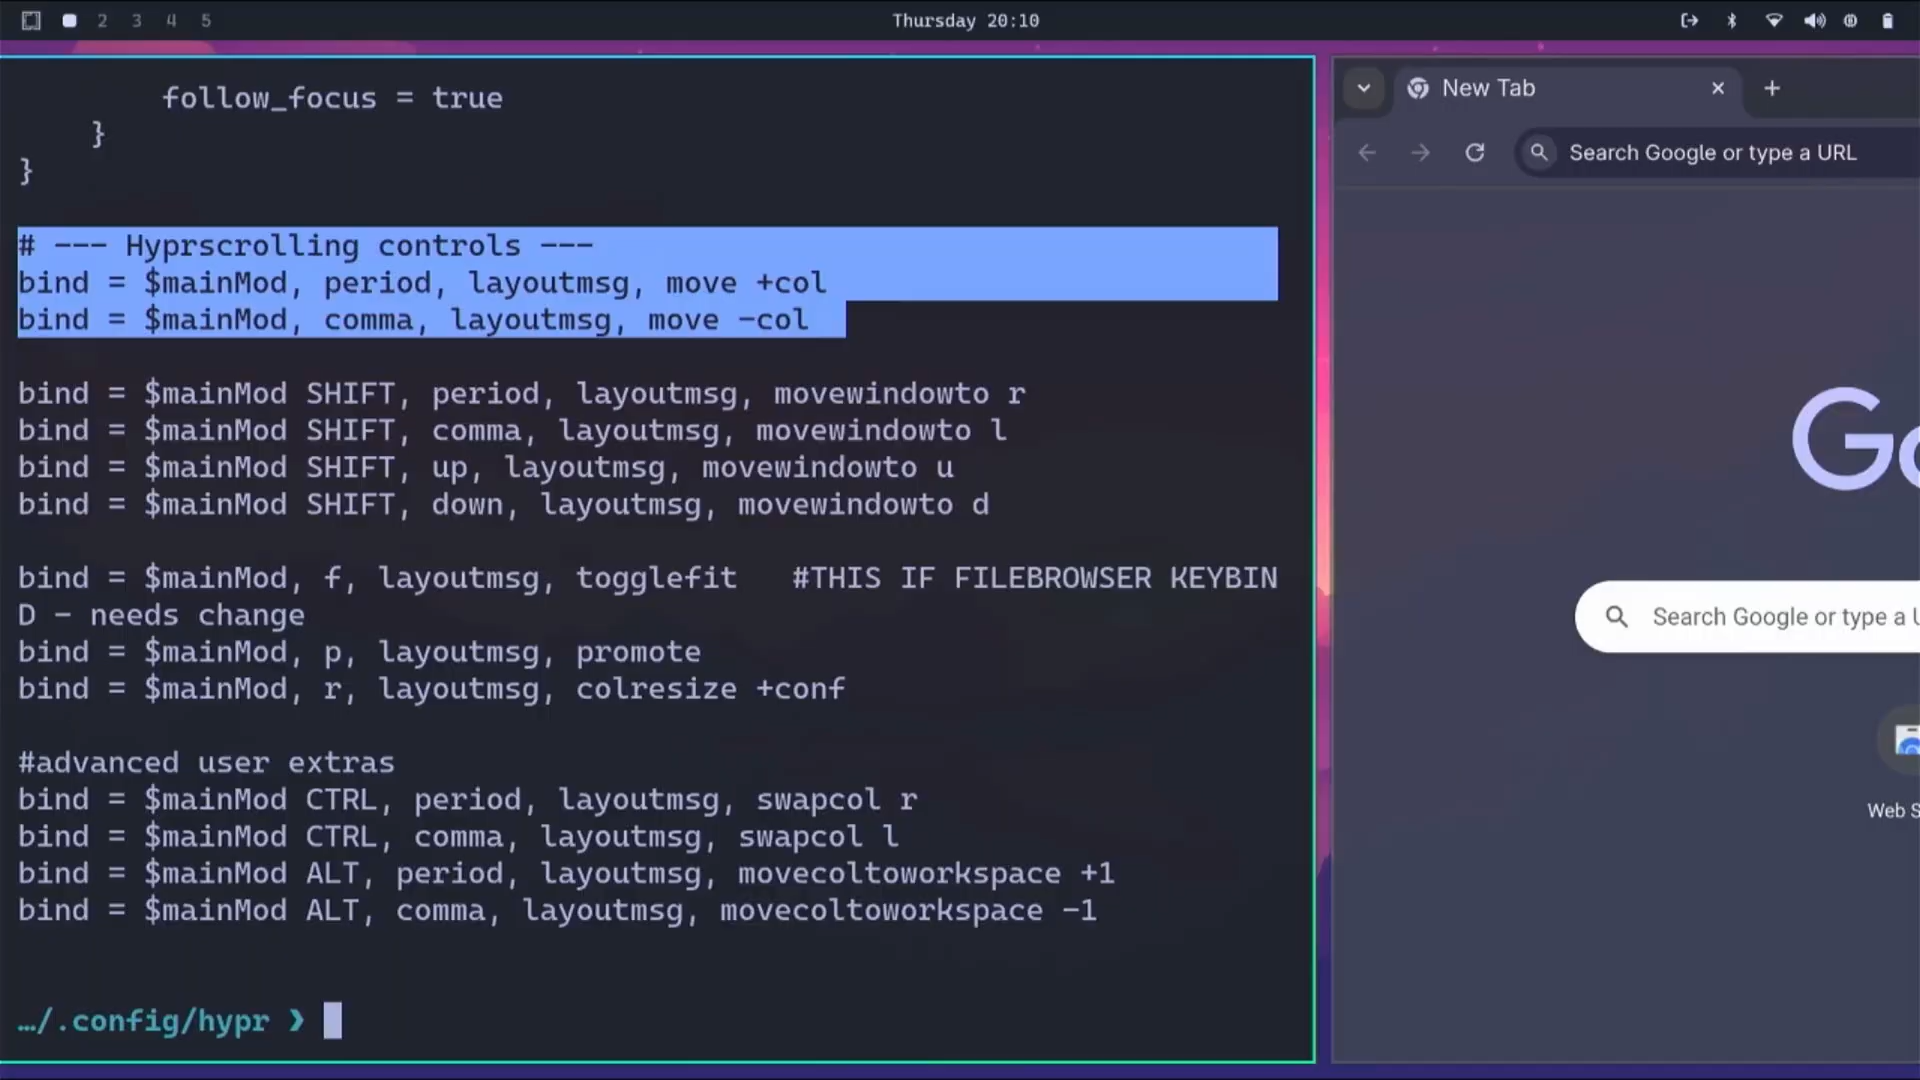 2 3 4 5
Thursday 20:10
follow_focus = true
}
}
# --- Hyprscrolling controls ---
bind = $mainMod, period, layoutmsg, move +col
bind = $mainMod, comma, layoutmsg, move -col
bind = $mainMod SHIFT, period, layoutmsg, movewindowto r
bind = $mainMod SHIFT, comma, layoutmsg, movewindowto l
bind = $mainMod SHIFT, up, layoutmsg, movewindowto u
bind = $mainMod SHIFT, down, layoutmsg, movewindowto d
bind = $mainMod, f, layoutmsg, togglefit   #THIS IF FILEBROWSER KEYBIN
D - needs change
bind = $mainMod, p, layoutmsg, promote
bind = $mainMod, r, layoutmsg, colresize +conf
#advanced user extras
bind = $mainMod CTRL, period, layoutmsg, swapcol r
bind = $mainMod CTRL, comma, layoutmsg, swapcol l
bind = $mainMod ALT, period, layoutmsg, movecoltoworkspace +1
bind = $mainMod ALT, comma, layoutmsg, movecoltoworkspace -1
…/.config/hypr ❯
New Tab
Search Google or type a URL
Go
Search Google or type a U
Web S